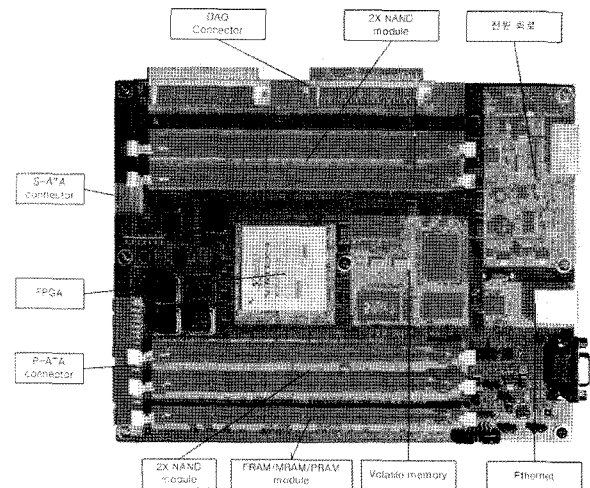 DAQ
Connector
2X NAND
module
전원 회로
S-ATA
connector
FPGA
P-ATA
connector
2X NAND
module
FRAM/MRAM/PRAM
module
Volatile memory
Ethernet